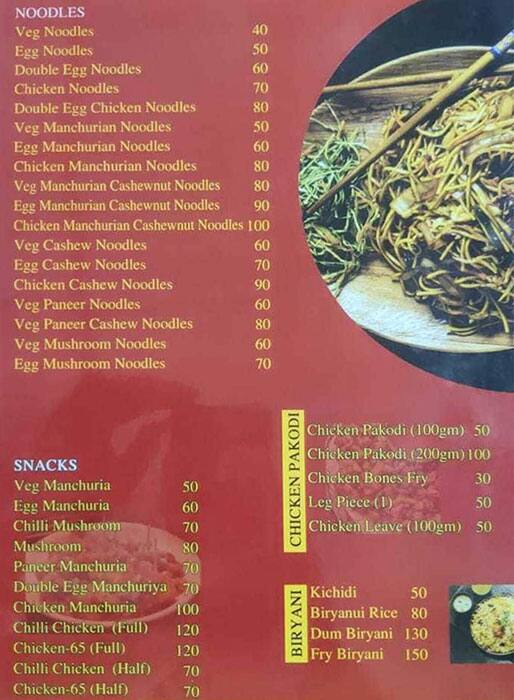 NOODLES
Veg Noodles 40
Egg Noodles 50
Double Egg Noodles 60
Chicken Noodles 70
Double Egg Chicken Noodles 80
Veg Manchurian Noodles 50
Egg Manchurian Noodles 60
Chicken Manchurian Noodles 80
Veg Manchurian Cashewnut Noodles 80
Egg Manchurian Cashewnut Noodles 90
Chicken Manchurian Cashewnut Noodles 100
Veg Cashew Noodles 60
Egg Cashew Noodles 70
Chicken Cashew Noodles 90
Veg Paneer Noodles 60
Veg Paneer Cashew Noodles 80
Veg Mushroom Noodles 60
Egg Mushroom Noodles 70
SNACKS
Veg Manchuria 50
Egg Manchuria 60
Chilli Mushroom 70
Mushroom 80
Paneer Manchuria 70
Double Egg Manchuriya 70
Chicken Manchuria 100
Chilli Chicken (Full) 120
Chicken-65 (Full) 120
Chilli Chicken (Half) 70
Chicken-65 (Half) 70
CHICKEN PAKODI
Chicken Pakodi (100gm) 50
Chicken Pakodi (200gm) 100
Chicken Bones Fry 30
Leg Piece (1) 50
Chicken Leave (100gm) 50
BIRYANI
Kichidi 50
Biryanui Rice 80
Dum Biryani 130
Fry Biryani 150